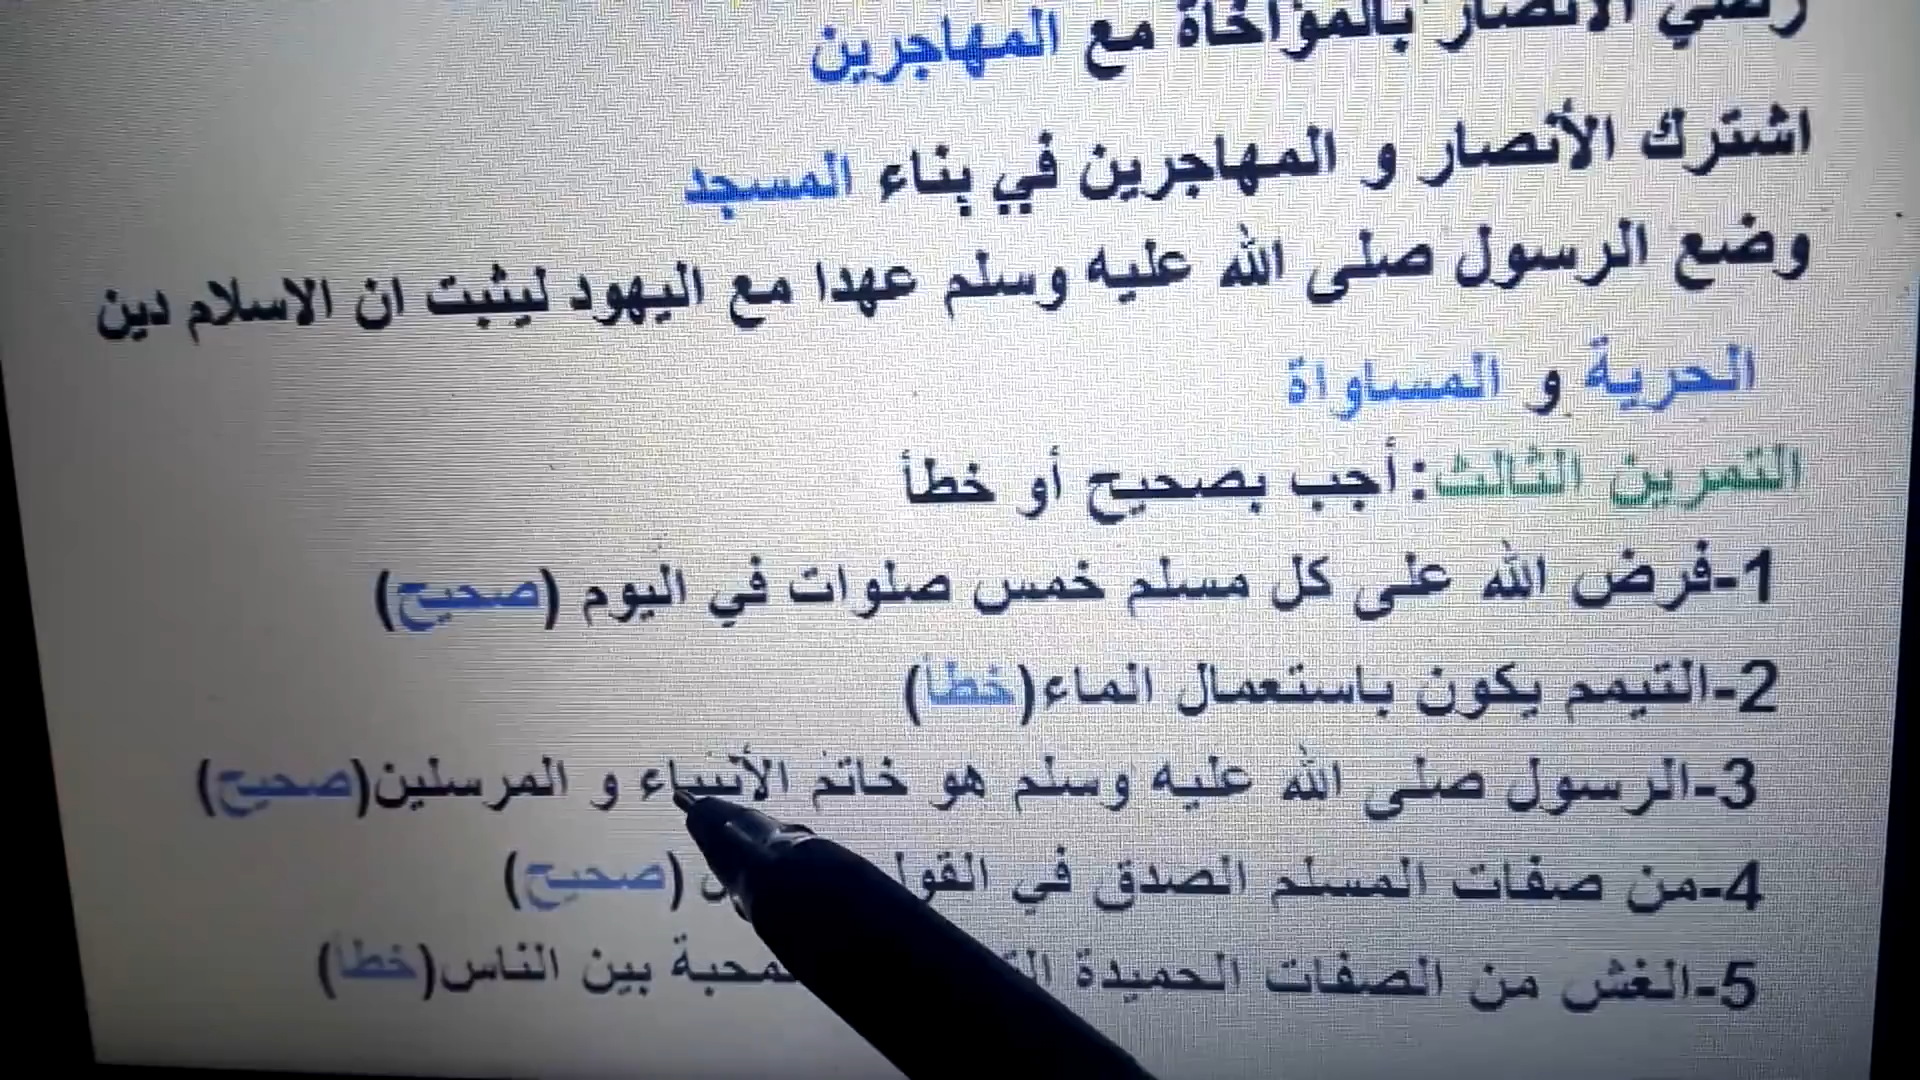 رضي الأنصار بالمؤاخاة مع المهاجرين
اشترك الأنصار و المهاجرين في بناء المسجد
وضع الرسول صلى الله عليه وسلم عهدا مع اليهود ليثبت ان الاسلام دين
الحرية و المساواة
التمرين الثالث: أجب بصحيح أو خطأ
1-فرض الله على كل مسلم خمس صلوات في اليوم (صحيح)
2-التيمم يكون باستعمال الماء(خطأ)
3-الرسول صلى الله عليه وسلم هو خاتم الأنبياء و المرسلين(صحيح)
4-من صفات المسلم الصدق في القول (صحيح)
5-الغش من الصفات الحميدة بين الناس(خطأ)